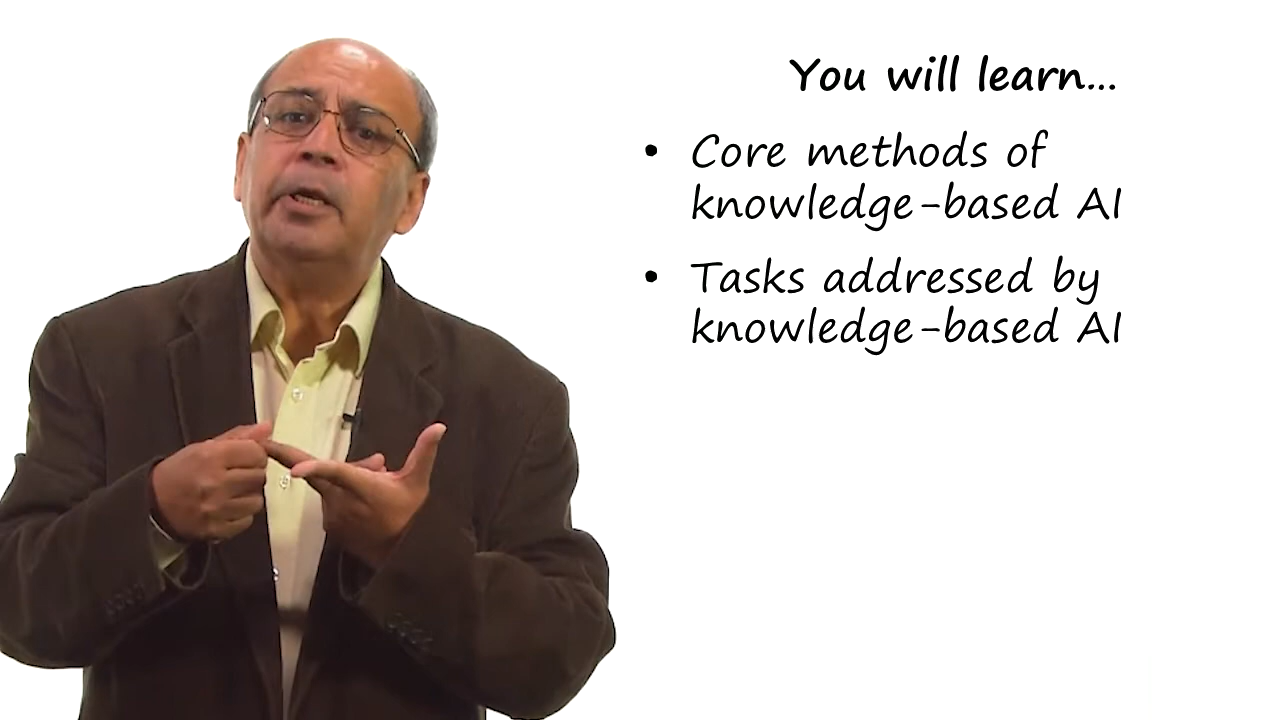 You will learn...
• Core methods of
knowledge-based AI
• Tasks addressed by
knowledge-based AI